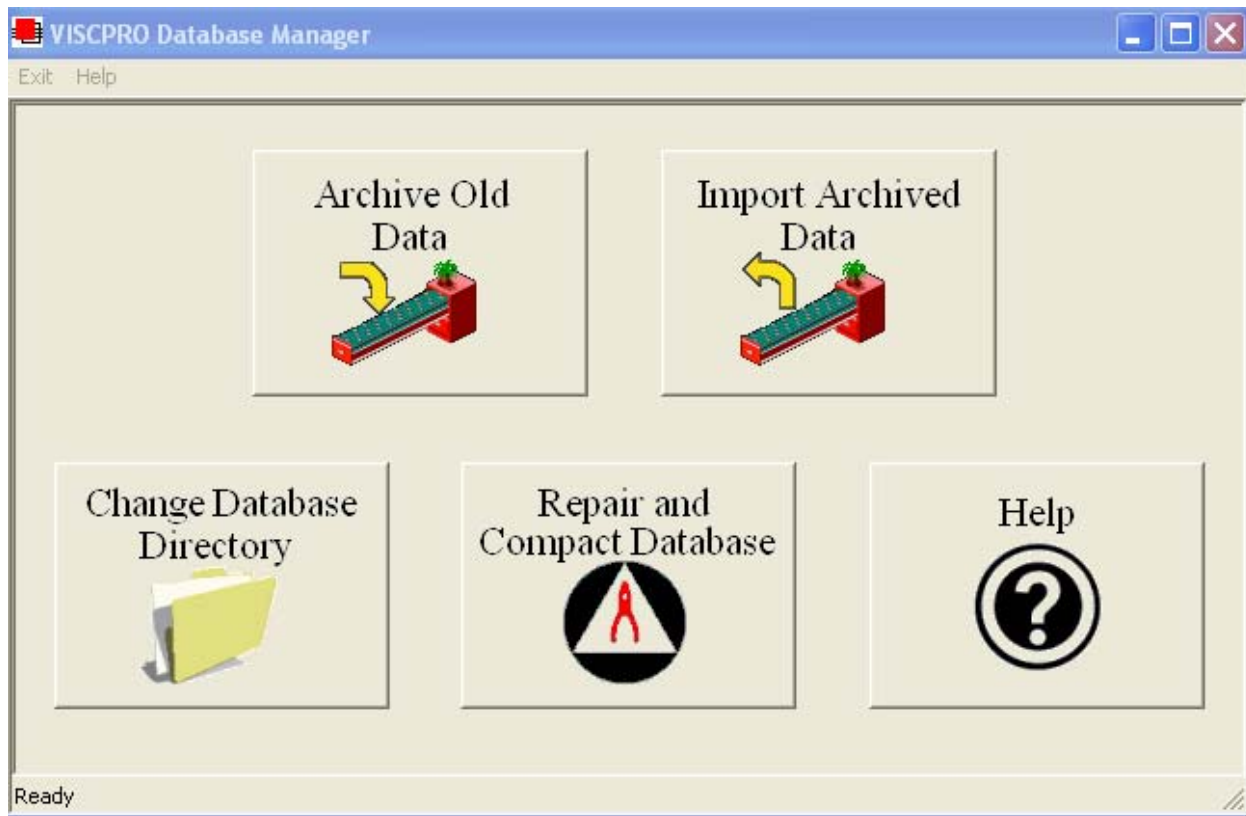 VISCPRO Database Manager
Exit Help
Archive Old
Data
Import Archived
Data
Change Database
Directory
Repair and
Compact Database
Help
?
Ready